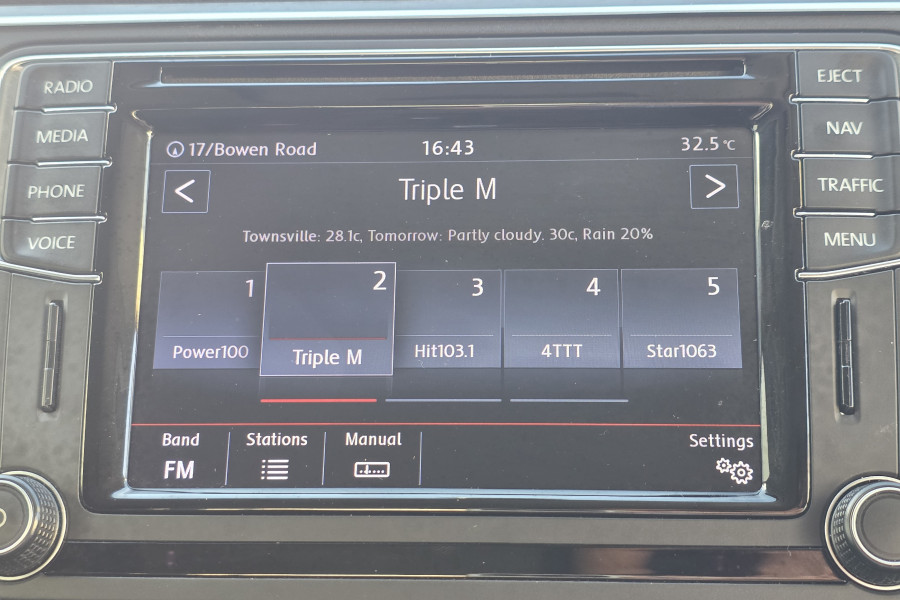 RADIO
MEDIA
PHONE
VOICE
EJECT
NAV
TRAFFIC
MENU
17/Bowen Road 16:43 32.5°C
< Triple M >
Townsville: 28.1c, Tomorrow: Partly cloudy. 30c, Rain 20%
1 2 3 4 5
Power100 Triple M Hit103.1 4TTT Star1063
Band Stations Manual Settings
FM